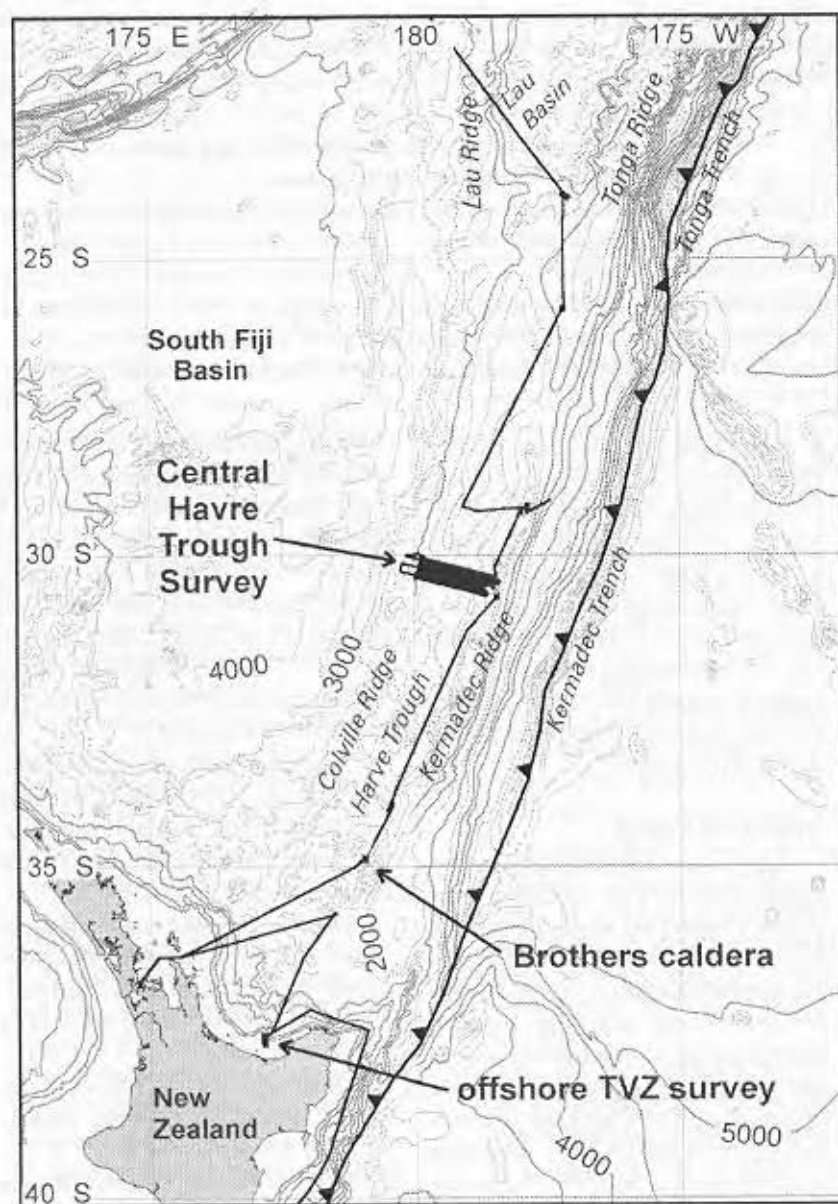 175 E
180
175 W
Lau Basin
Lau Ridge
Tonga Ridge
Tonga Trench
25 S
South Fiji
Basin
Central
Havre
Trough
Survey
30 S
4000
3000
Colville Ridge
Harve Trough
Kermadec Ridge
Kermadec Trench
35 S
2000
Brothers caldera
offshore TVZ survey
New
Zealand
4000
5000
40 S